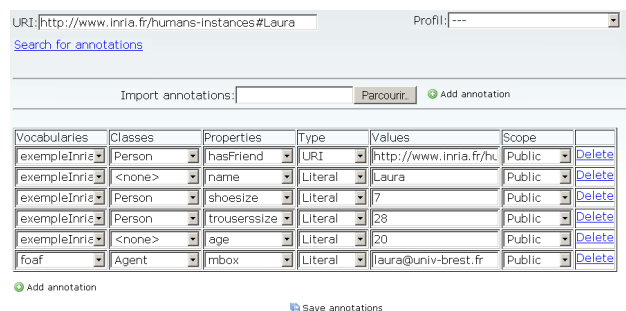 URI: http://www.inria.fr/humans-instances#Laura Profil: ---
Search for annotations
Import annotations: Parcourir.. Add annotation
Vocabularies Classes Properties Type Values Scope
exempleInria Person hasFriend URI http://www.inria.fr/hu Public Delete
exempleInria <none> name Literal Laura Public Delete
exempleInria Person shoesize Literal 7 Public Delete
exempleInria Person trouserssize Literal 28 Public Delete
exempleInria <none> age Literal 20 Public Delete
foaf Agent mbox Literal laura@univ-brest.fr Public Delete
Add annotation
Save annotations